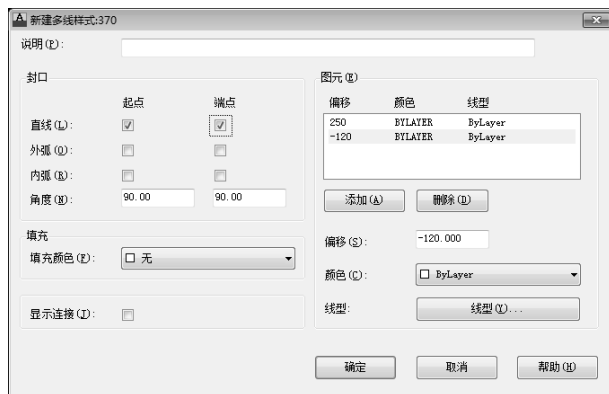 新建多线样式:370
说明(P):
封口
起点 端点
直线(L):
外弧(O):
内弧(R):
角度(N): 90.00 90.00
填充
填充颜色(F): 无
显示连接(J):
图元(E)
偏移 颜色 线型
250 BYLAYER ByLayer
-120 BYLAYER ByLayer
添加(A) 删除(D)
偏移(S): -120.000
颜色(C): ByLayer
线型: 线型(Y)...
确定 取消 帮助(H)